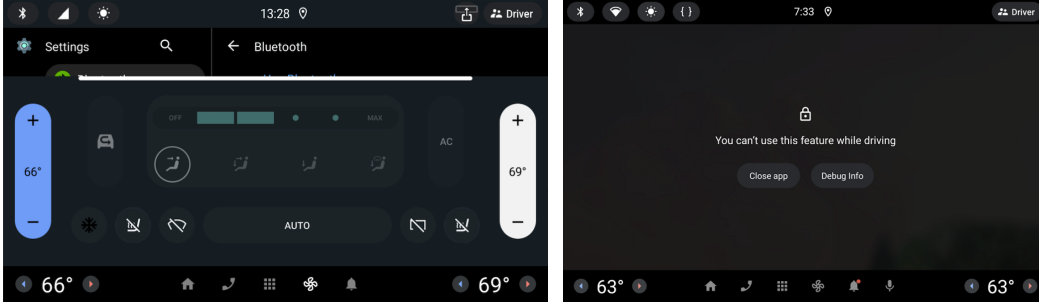 13:28
Driver
Settings
Bluetooth
OFF
MAX
AC
+
+
66°
69°
−
−
AUTO
66°
69°
{ }
7:33
Driver
You can't use this feature while driving
Close app
Debug Info
63°
63°